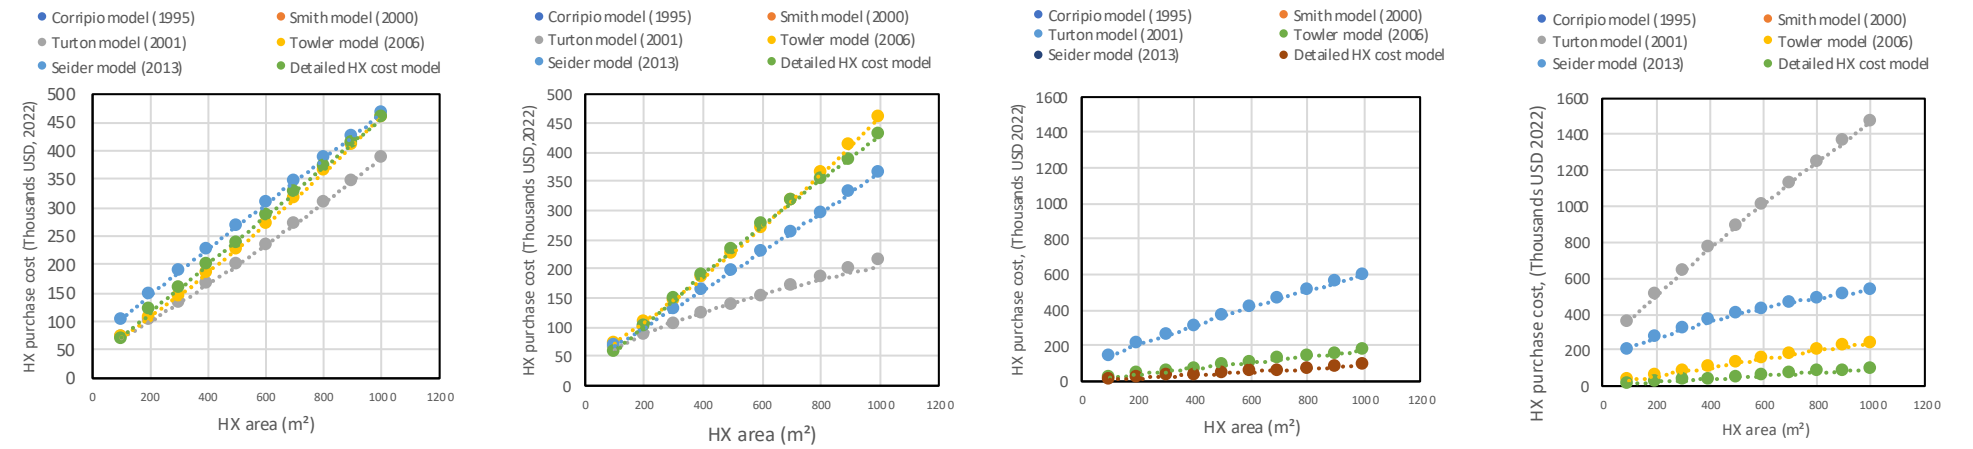 Corripio model (1995) Smith model (2000)
Turton model (2001) Towler model (2006)
Seider model (2013) Detailed HX cost model
HX purchase cost (Thousands USD, 2022)
500
450
400
350
300
250
200
150
100
50
0
0 200 400 600 800 1000 1200
HX area (m²)
Corripio model (1995) Smith model (2000)
Turton model (2001) Towler model (2006)
Seider model (2013) Detailed HX cost model
HX purchase cost (Thousands USD,2022)
500
450
400
350
300
250
200
150
100
50
0
0 200 400 600 800 1000 1200
HX area (m²)
Corripio model (1995) Smith model (2000)
Turton model (2001) Towler model (2006)
Seider model (2013) Detailed HX cost model
HX purchase cost, (Thousands USD 2022)
1600
1400
1200
1000
800
600
400
200
0
0 200 400 600 800 1000 1200
HX area (m²)
Corripio model (1995) Smith model (2000)
Turton model (2001) Towler model (2006)
Seider model (2013) Detailed HX cost model
HX purchase cost, (Thousands USD 2022)
1600
1400
1200
1000
800
600
400
200
0
0 200 400 600 800 1000 1200
HX area (m²)